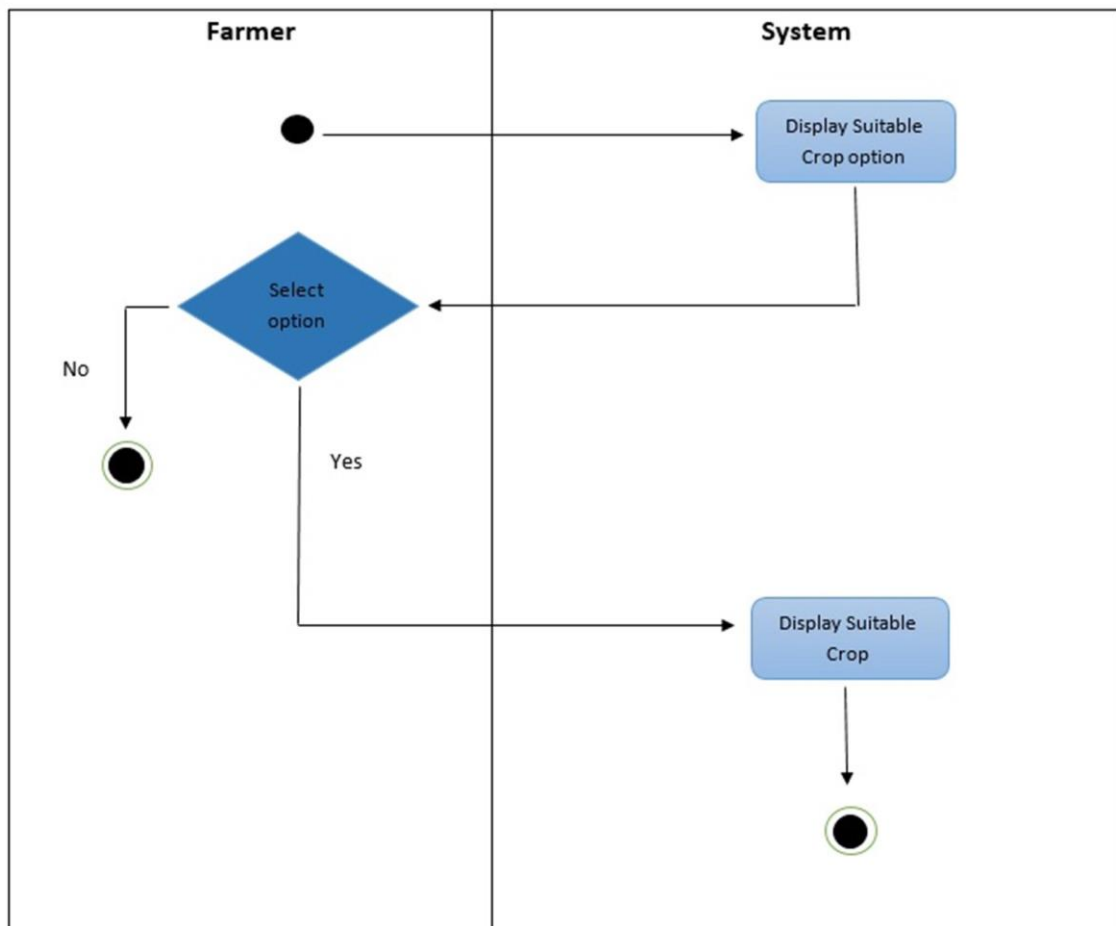 Farmer
System
Display Suitable
Crop option
Select
option
No
Yes
Display Suitable
Crop